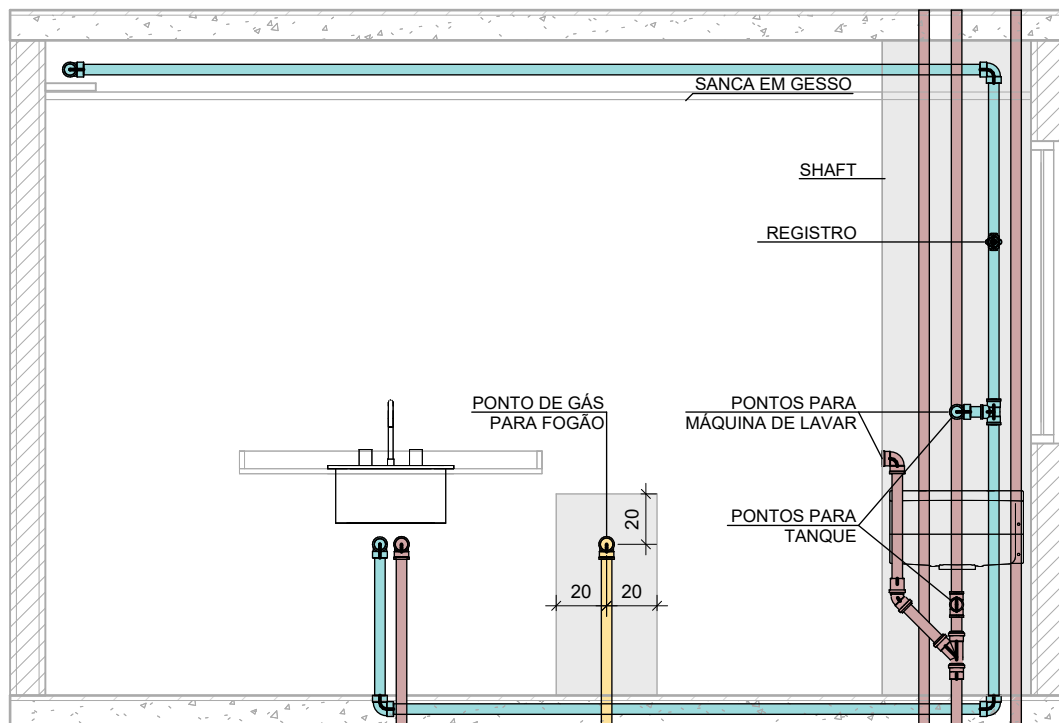 SANCA EM GESSO
SHAFT
REGISTRO
PONTO DE GÁS
PARA FOGÃO
PONTOS PARA
MÁQUINA DE LAVAR
PONTOS PARA
TANQUE
20
20
20